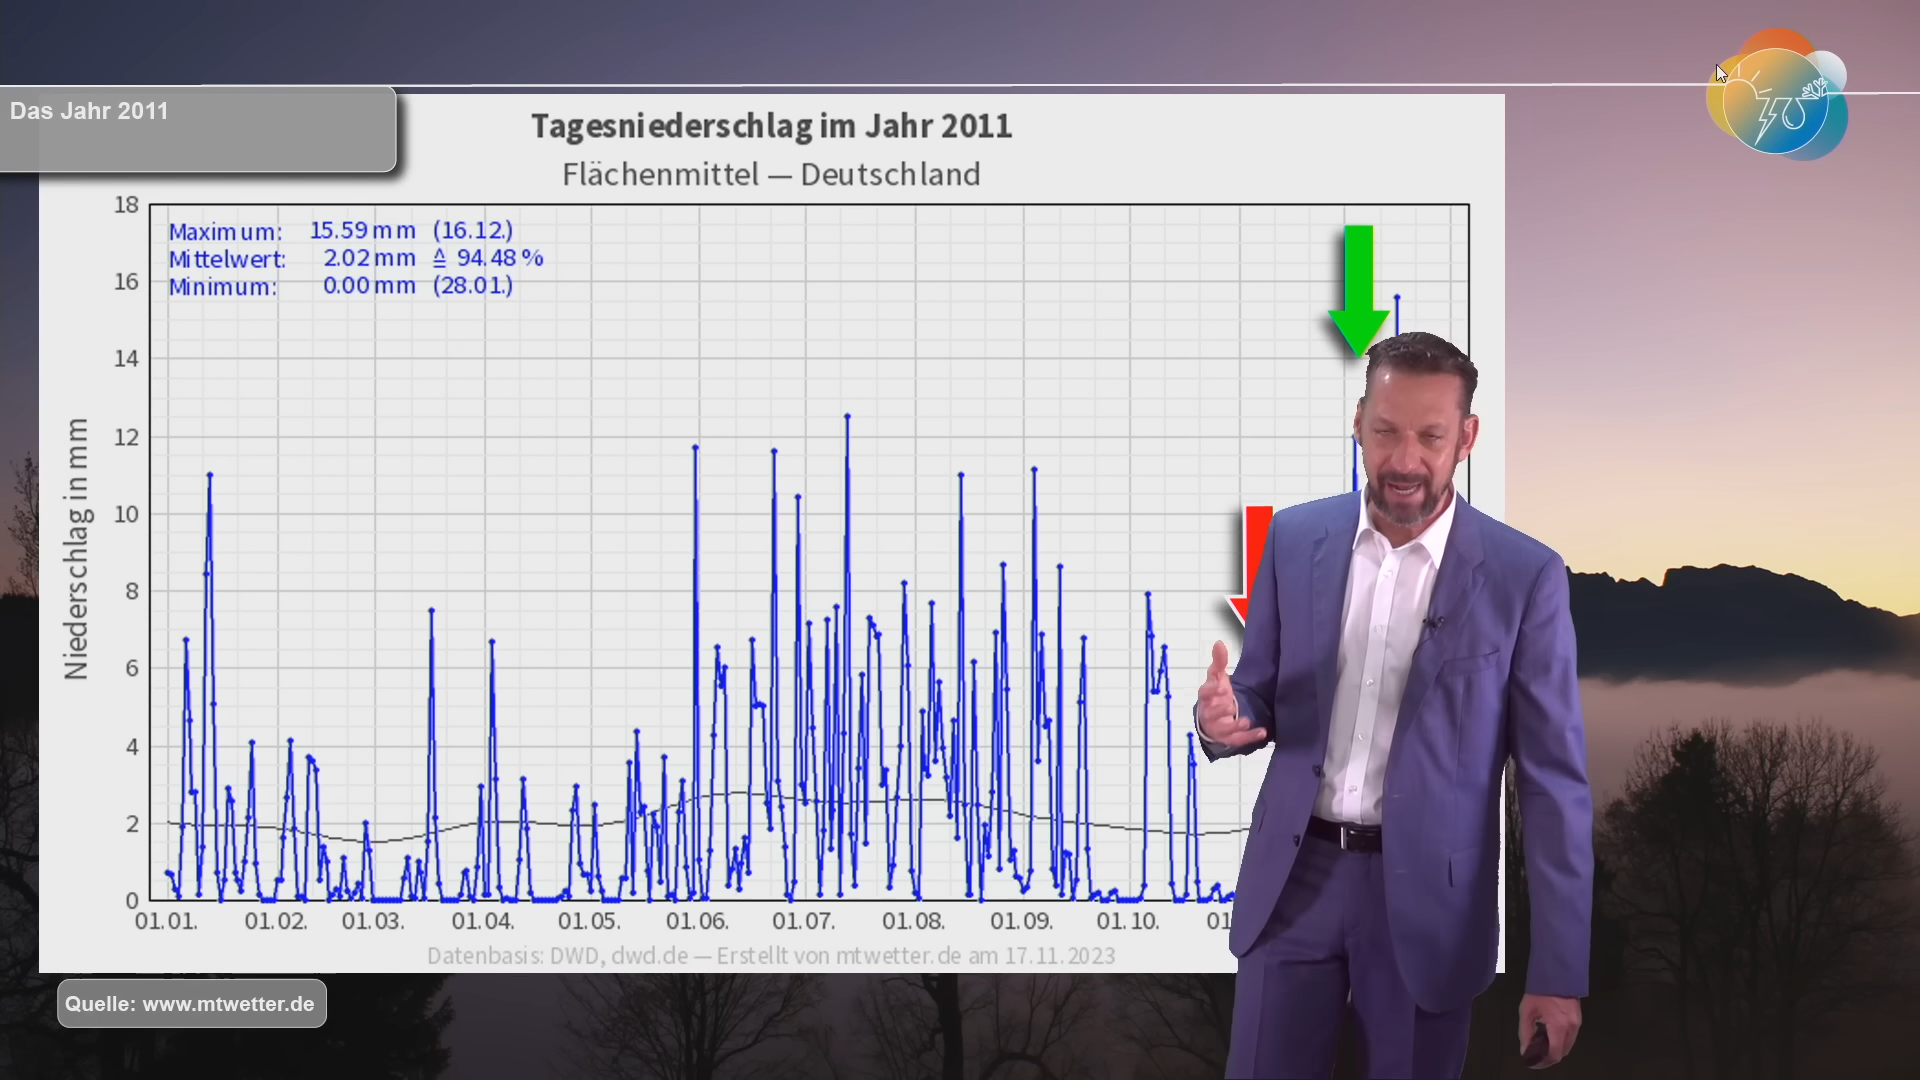 Das Jahr 2011
Tagesniederschlag im Jahr 2011
Flächenmittel — Deutschland
Maximum: 15.59 mm (16.12.)
Mittelwert: 2.02 mm ≙ 94.48 %
Minimum: 0.00 mm (28.01.)
Niederschlag in mm
18
16
14
12
10
8
6
4
2
0
01.01. 01.02. 01.03. 01.04. 01.05. 01.06. 01.07. 01.08. 01.09. 01.10. 01
Datenbasis: DWD, dwd.de — Erstellt von mtwetter.de am 17.11.2023
Quelle: www.mtwetter.de